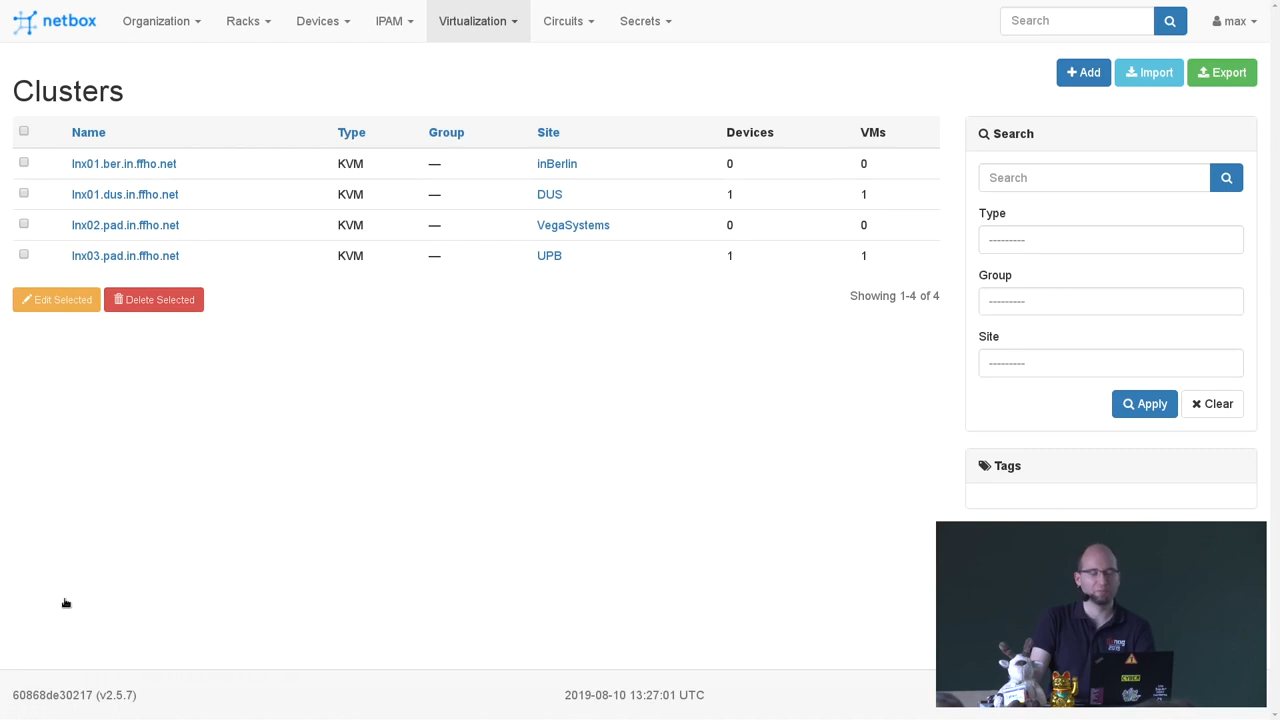 netbox Organization Racks Devices IPAM Virtualization Circuits Secrets Search max
Add Import Export
Clusters
Name Type Group Site Devices VMs
lnx01.ber.in.ffho.net KVM — inBerlin 0 0
lnx01.dus.in.ffho.net KVM — DUS 1 1
lnx02.pad.in.ffho.net KVM — VegaSystems 0 0
lnx03.pad.in.ffho.net KVM — UPB 1 1
Edit Selected Delete Selected Showing 1-4 of 4
Search
Search
Type
---------
Group
---------
Site
---------
Apply Clear
Tags
CYBER
60868de30217 (v2.5.7) 2019-08-10 13:27:01 UTC